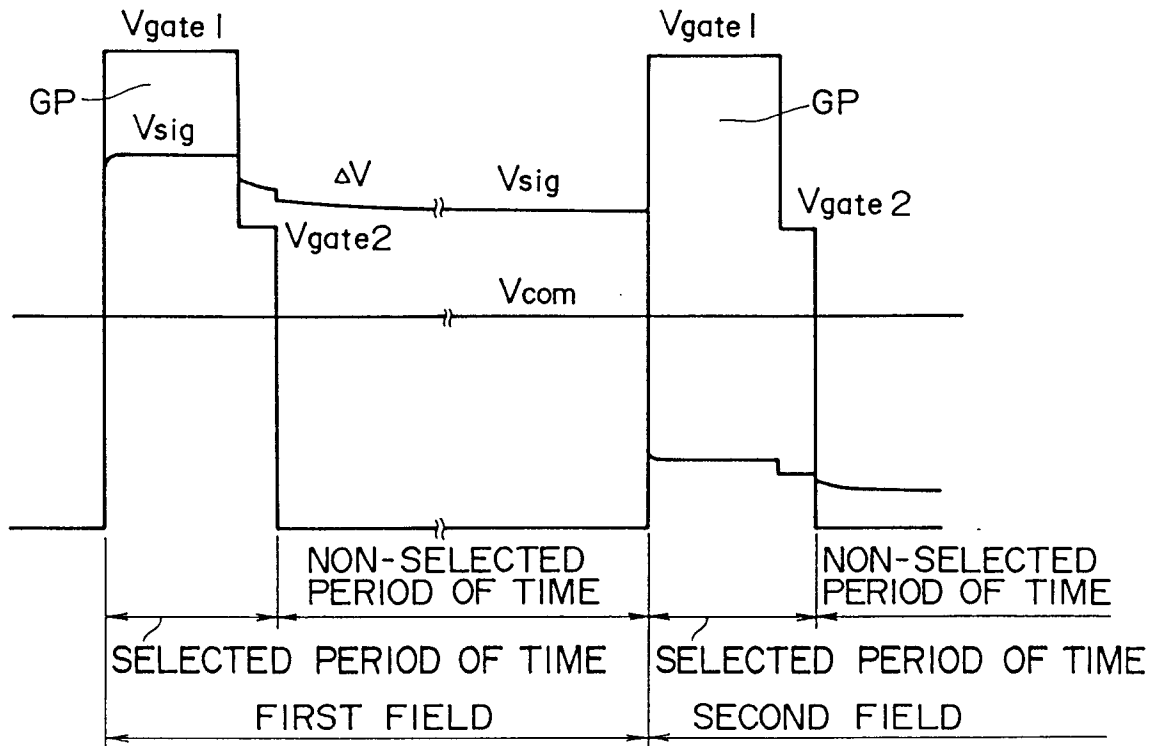 Vgate 1
Vgate 1
GP
GP
Vsig
ΔV
Vsig
Vgate 2
Vgate2
Vcom
NON-SELECTED
PERIOD OF TIME
NON-SELECTED
PERIOD OF TIME
SELECTED PERIOD OF TIME
SELECTED PERIOD OF TIME
FIRST FIELD
SECOND FIELD